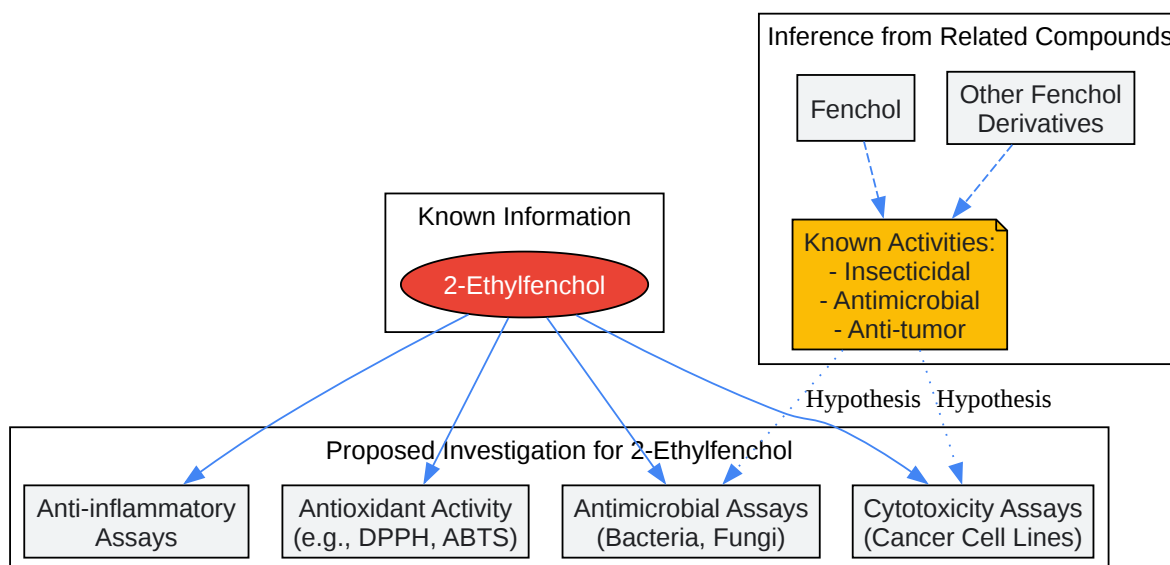 Inference from Related Compounds
Fenchol
Other Fenchol
Derivatives
Known Information
2-Ethylfenchol
Known Activities:
- Insecticidal
- Antimicrobial
- Anti-tumor
Hypothesis
Hypothesis
Proposed Investigation for 2-Ethylfenchol
Anti-inflammatory
Assays
Antioxidant Activity
(e.g., DPPH, ABTS)
Antimicrobial Assays
(Bacteria, Fungi)
Cytotoxicity Assays
(Cancer Cell Lines)